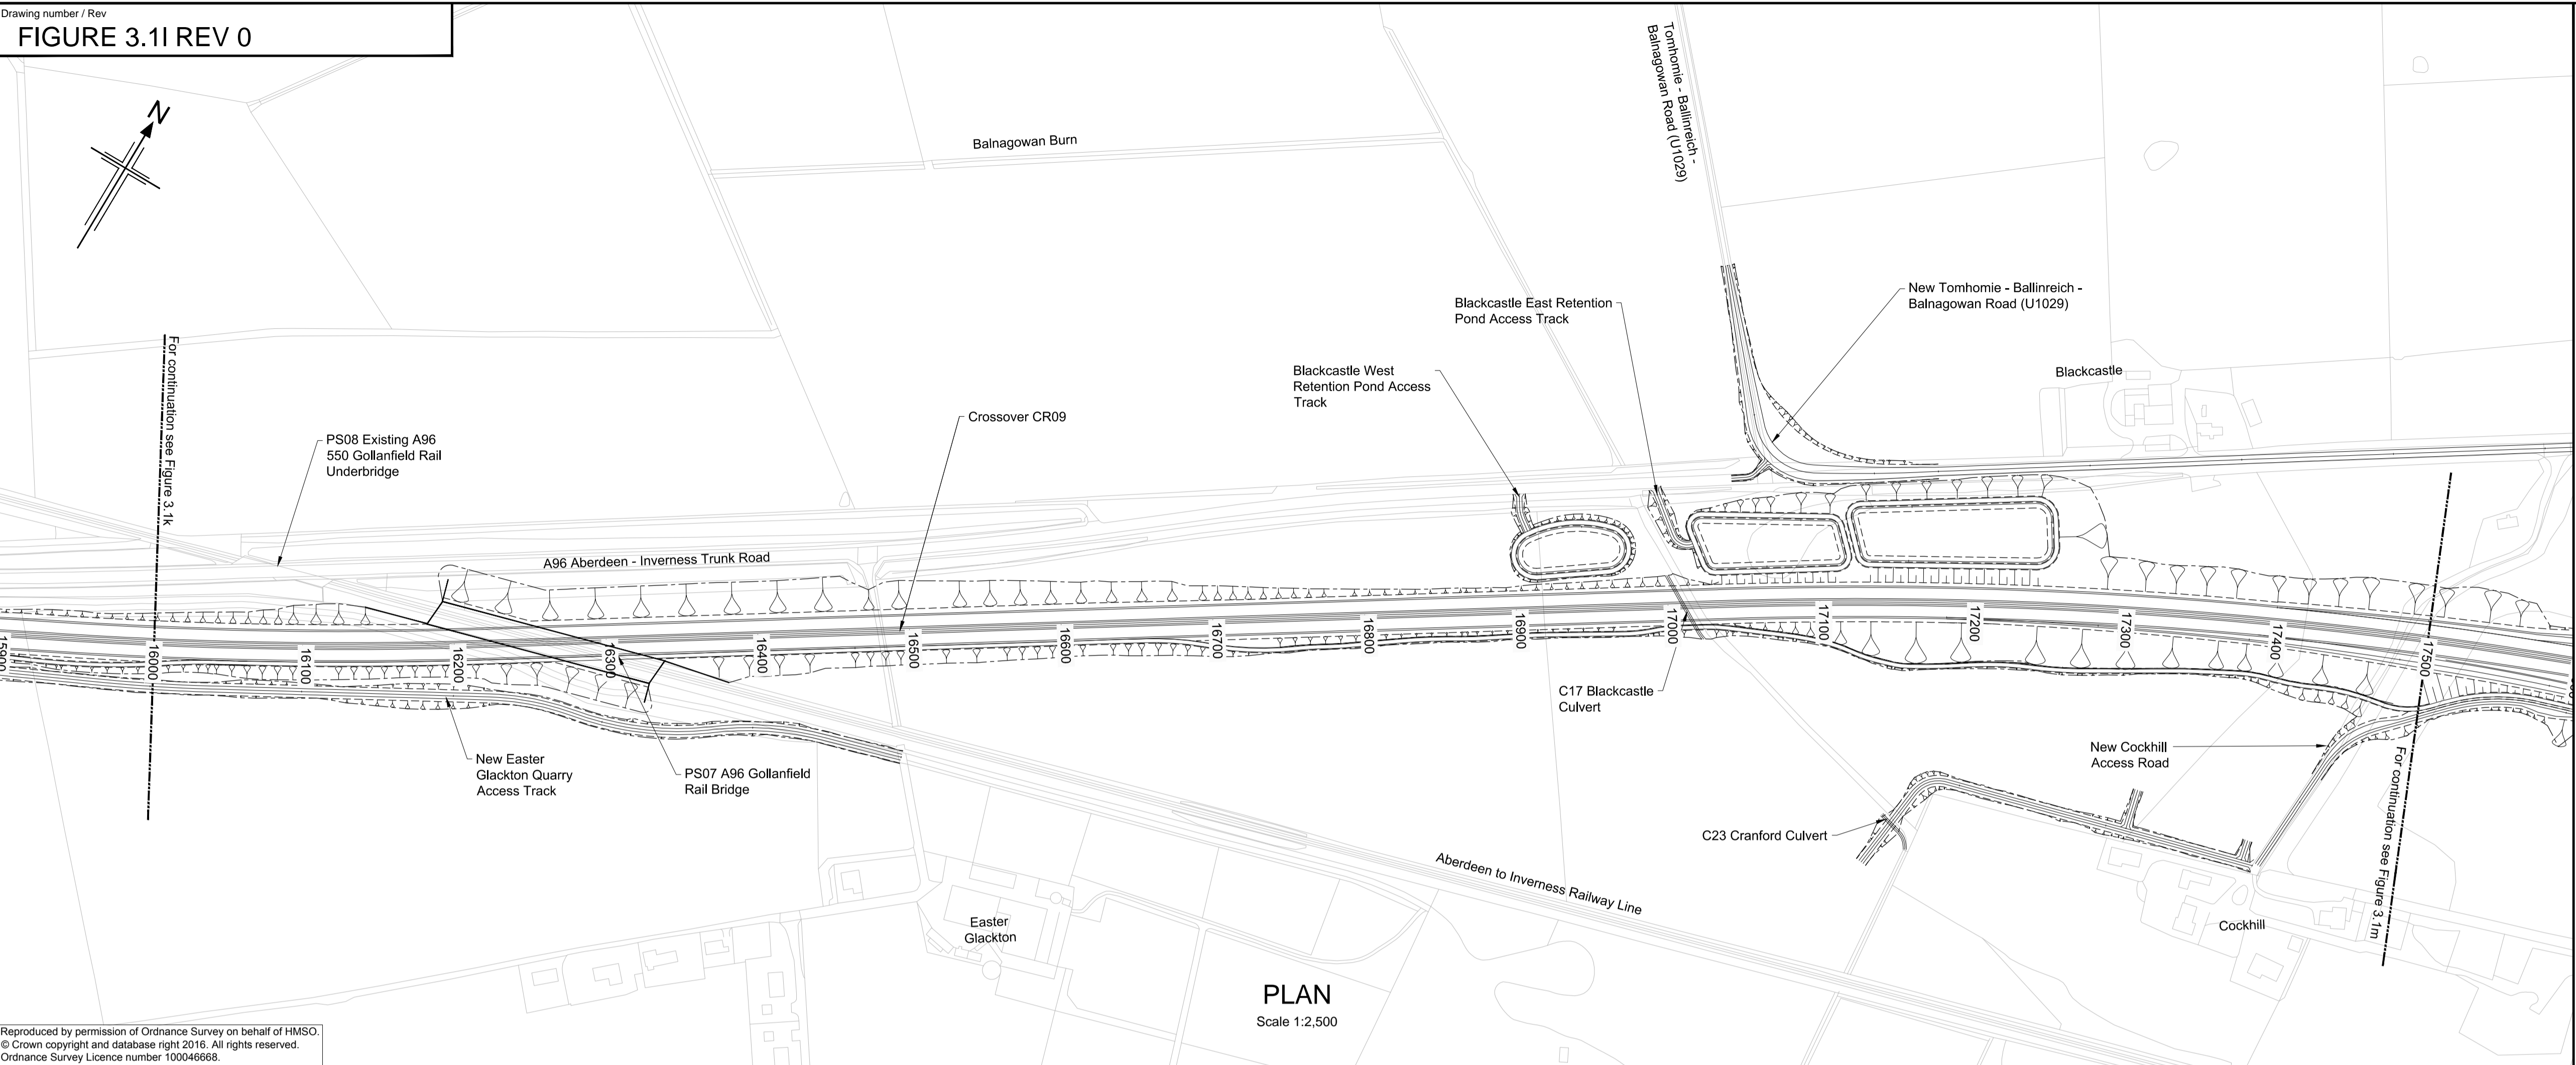 Drawing number / Rev
FIGURE 3.1l REV 0
N
Balnagowan Burn
Tomhomie - Ballinreich -
Balnagowan Road (U1029)
New Tomhomie - Ballinreich -
Balnagowan Road (U1029)
Blackcastle East Retention
Pond Access Track
Blackcastle West
Retention Pond Access
Track
Blackcastle
Crossover CR09
PS08 Existing A96
550 Gollanfield Rail
Underbridge
For continuation see Figure 3.1k
A96 Aberdeen - Inverness Trunk Road
15900
16000
16100
16200
16300
16400
16500
16600
16700
16800
16900
17000
17100
17200
17300
17400
17500
C17 Blackcastle
Culvert
New Easter
Glackton Quarry
Access Track
PS07 A96 Gollanfield
Rail Bridge
New Cockhill
Access Road
C23 Cranford Culvert
For continuation see Figure 3.1m
Aberdeen to Inverness Railway Line
Easter
Glackton
Cockhill
PLAN
Scale 1:2,500
Reproduced by permission of Ordnance Survey on behalf of HMSO.
© Crown copyright and database right 2016. All rights reserved.
Ordnance Survey Licence number 100046668.